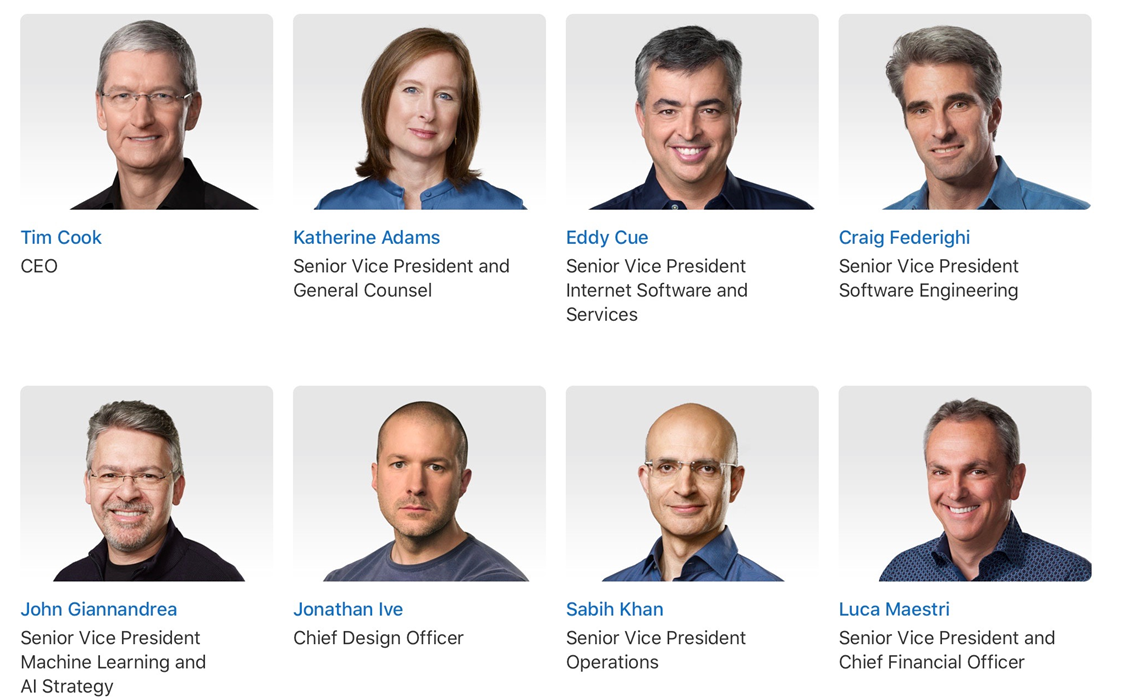 Tim Cook
CEO
Katherine Adams
Senior Vice President and
General Counsel
Eddy Cue
Senior Vice President
Internet Software and
Services
Craig Federighi
Senior Vice President
Software Engineering
John Giannandrea
Senior Vice President
Machine Learning and
AI Strategy
Jonathan Ive
Chief Design Officer
Sabih Khan
Senior Vice President
Operations
Luca Maestri
Senior Vice President and
Chief Financial Officer